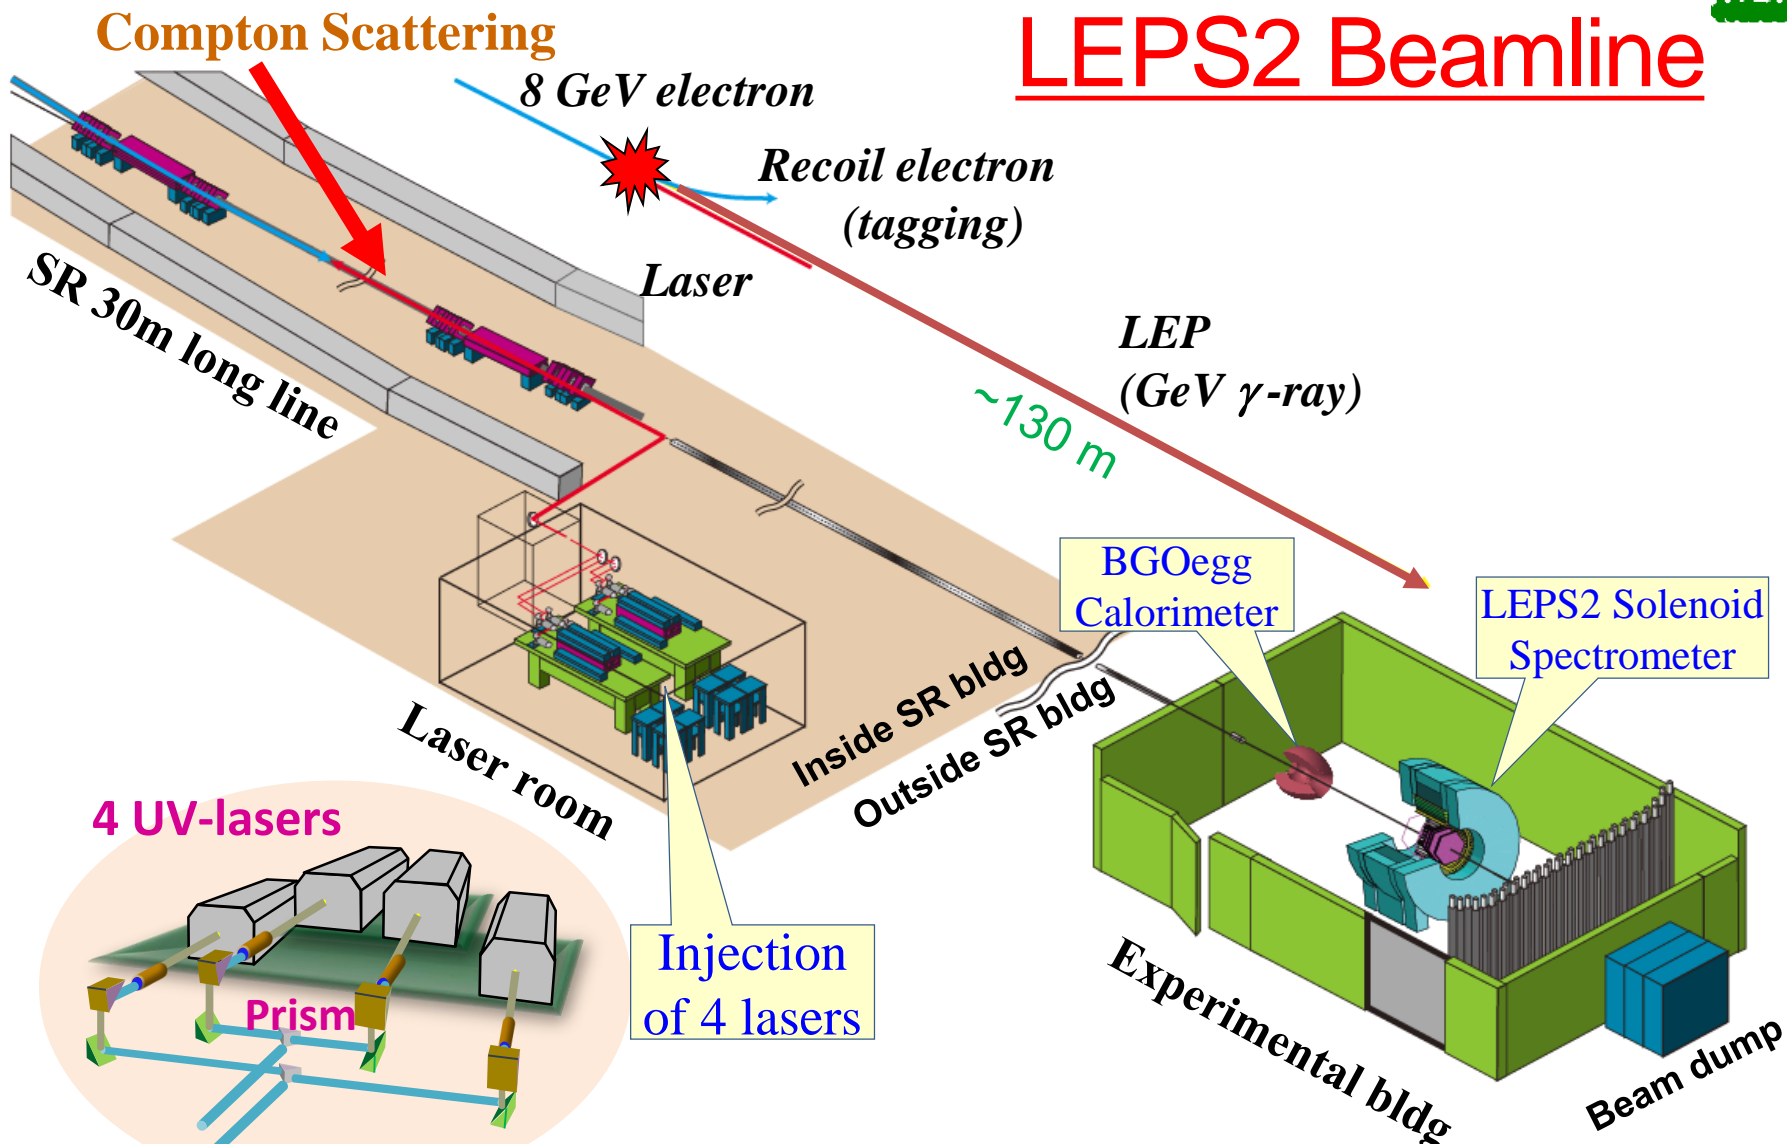 Compton Scattering
LEPS2 Beamline
8 GeV electron
Recoil electron
(tagging)
Laser
SR 30m long line
LEP
(GeV γ-ray)
~130 m
BGOegg
Calorimeter
LEPS2 Solenoid
Spectrometer
Inside SR bldg
Outside SR bldg
Laser room
4 UV-lasers
Prism
Injection
of 4 lasers
Experimental bldg
Beam dump